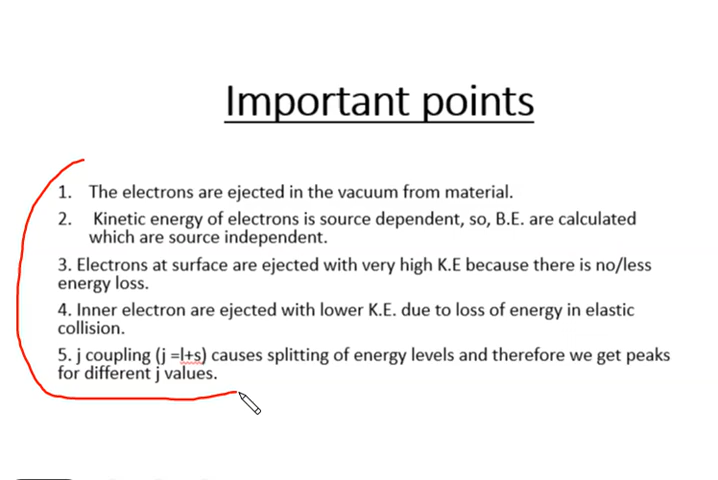 Important points
1. The electrons are ejected in the vacuum from material.
2. Kinetic energy of electrons is source dependent, so, B.E. are calculated
which are source independent.
3. Electrons at surface are ejected with very high K.E because there is no/less
energy loss.
4. Inner electron are ejected with lower K.E. due to loss of energy in elastic
collision.
5. j coupling (j =l+s) causes splitting of energy levels and therefore we get peaks
for different j values.